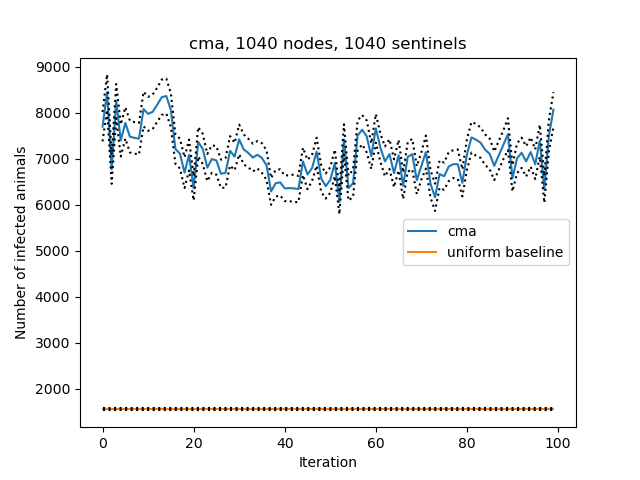 cma, 1040 nodes, 1040 sentinels
9000
8000
7000
6000
5000
4000
3000
2000
Number of infected animals
cma
uniform baseline
0
20
40
60
80
100
Iteration